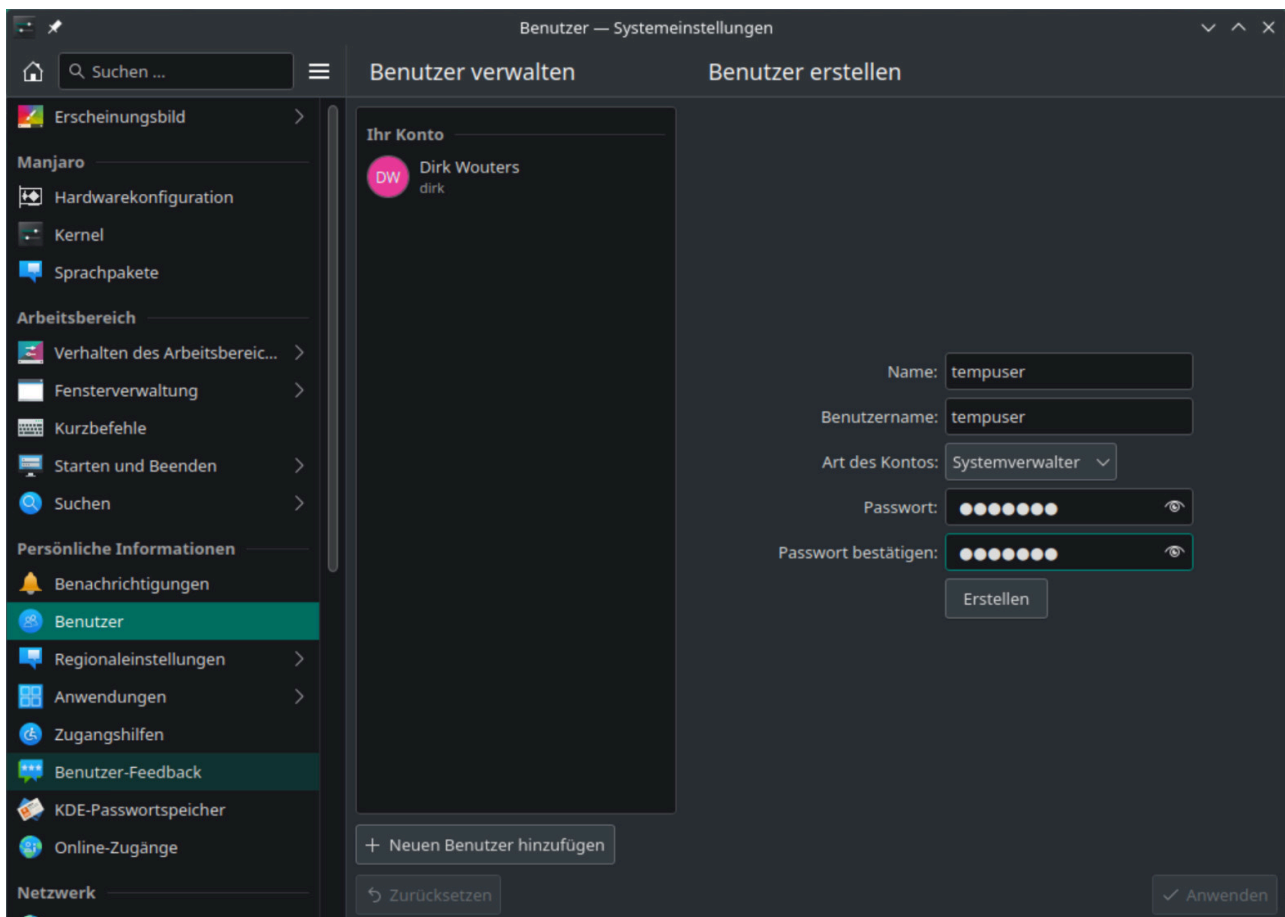 Benutzer — Systemeinstellungen
Suchen ...
Benutzer verwalten
Benutzer erstellen
Erscheinungsbild
Manjaro
Hardwarekonfiguration
Kernel
Sprachpakete
Arbeitsbereich
Verhalten des Arbeitsbereic...
Fensterverwaltung
Kurzbefehle
Starten und Beenden
Suchen
Persönliche Informationen
Benachrichtigungen
Benutzer
Regionaleinstellungen
Anwendungen
Zugangshilfen
Benutzer-Feedback
KDE-Passwortspeicher
Online-Zugänge
Netzwerk
Ihr Konto
DW
Dirk Wouters
dirk
Neuen Benutzer hinzufügen
Zurücksetzen
Name: tempuser
Benutzername: tempuser
Art des Kontos: Systemverwalter
Passwort: ●●●●●●●
Passwort bestätigen: ●●●●●●●
Erstellen
Anwenden